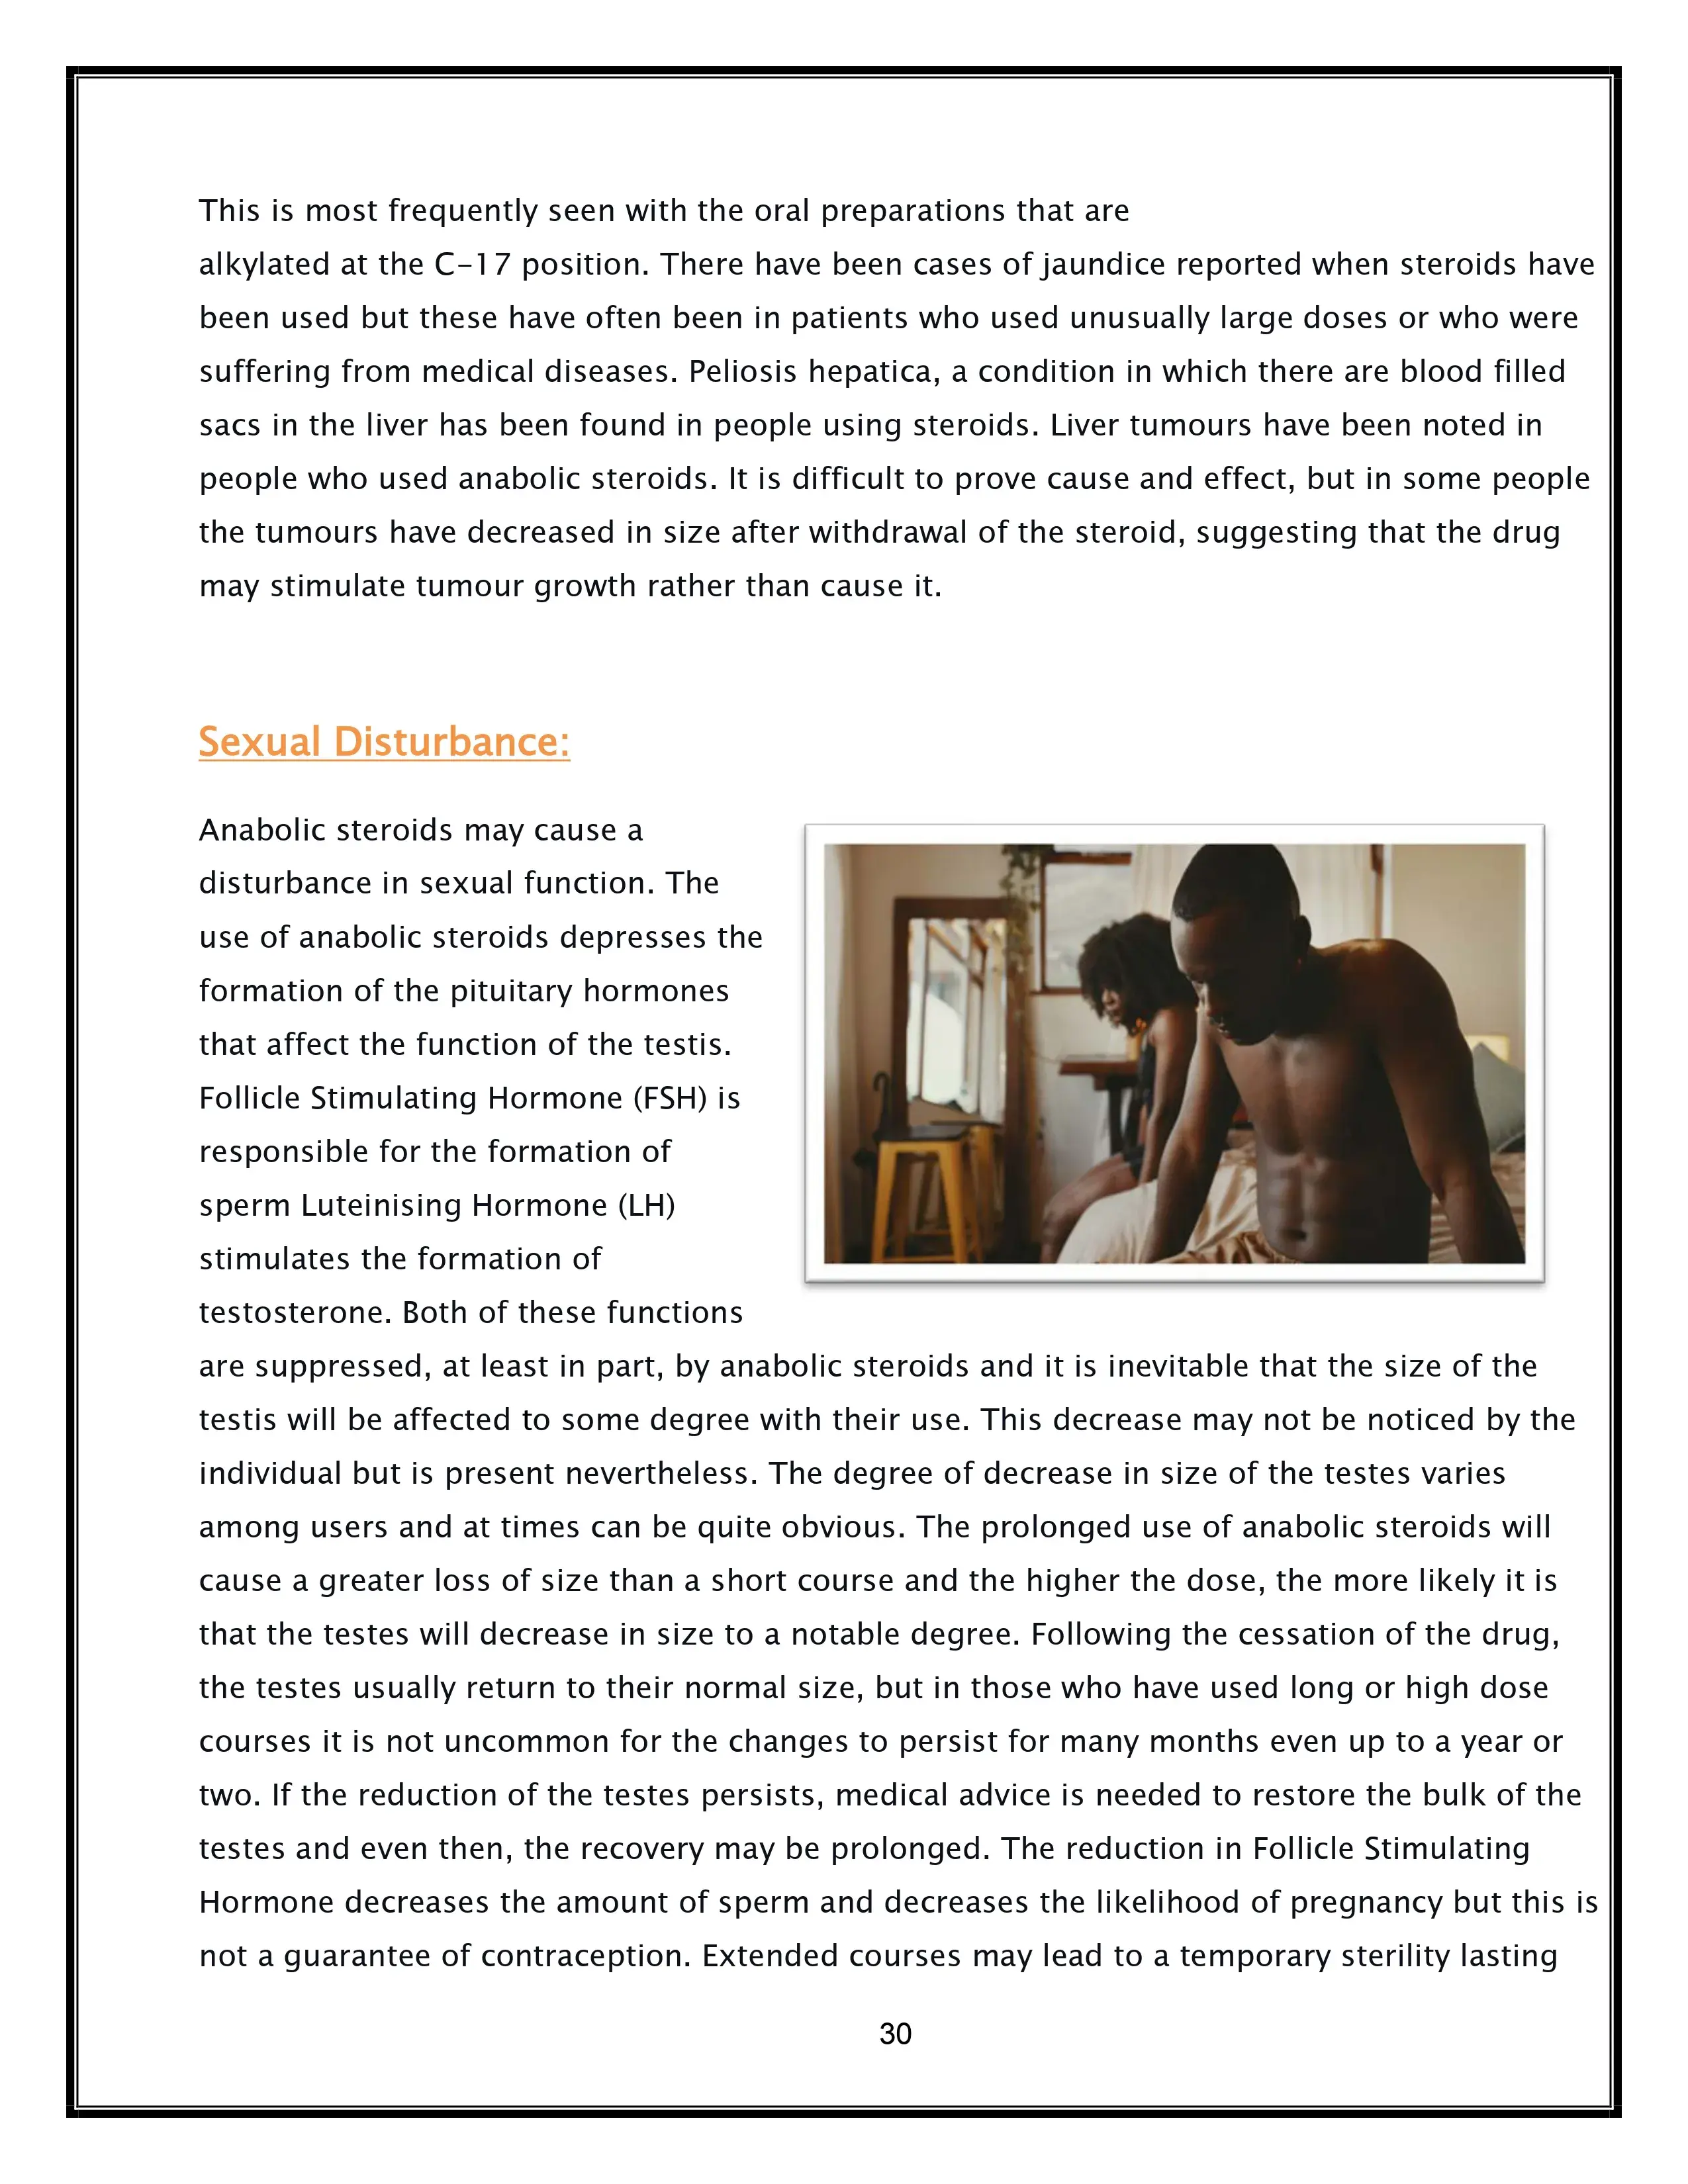 This is most frequently seen with the oral preparations that are
alkylated at the C-17 position. There have been cases of jaundice reported when steroids have
been used but these have often been in patients who used unusually large doses or who were
suffering from medical diseases. Peliosis hepatica, a condition in which there are blood filled
sacs in the liver has been found in people using steroids. Liver tumours have been noted in
people who used anabolic steroids. It is difficult to prove cause and effect, but in some people
the tumours have decreased in size after withdrawal of the steroid, suggesting that the drug
may stimulate tumour growth rather than cause it.
Sexual Disturbance:
Anabolic steroids may cause a
disturbance in sexual function. The
use of anabolic steroids depresses the
formation of the pituitary hormones
that affect the function of the testis.
Follicle Stimulating Hormone (FSH) is
responsible for the formation of
sperm Luteinising Hormone (LH)
stimulates the formation of
testosterone. Both of these functions
are suppressed, at least in part, by anabolic steroids and it is inevitable that the size of the
testis will be affected to some degree with their use. This decrease may not be noticed by the
individual but is present nevertheless. The degree of decrease in size of the testes varies
among users and at times can be quite obvious. The prolonged use of anabolic steroids will
cause a greater loss of size than a short course and the higher the dose, the more likely it is
that the testes will decrease in size to a notable degree. Following the cessation of the drug,
the testes usually return to their normal size, but in those who have used long or high dose
courses it is not uncommon for the changes to persist for many months even up to a year or
two. If the reduction of the testes persists, medical advice is needed to restore the bulk of the
testes and even then, the recovery may be prolonged. The reduction in Follicle Stimulating
Hormone decreases the amount of sperm and decreases the likelihood of pregnancy but this is
not a guarantee of contraception. Extended courses may lead to a temporary sterility lasting
30